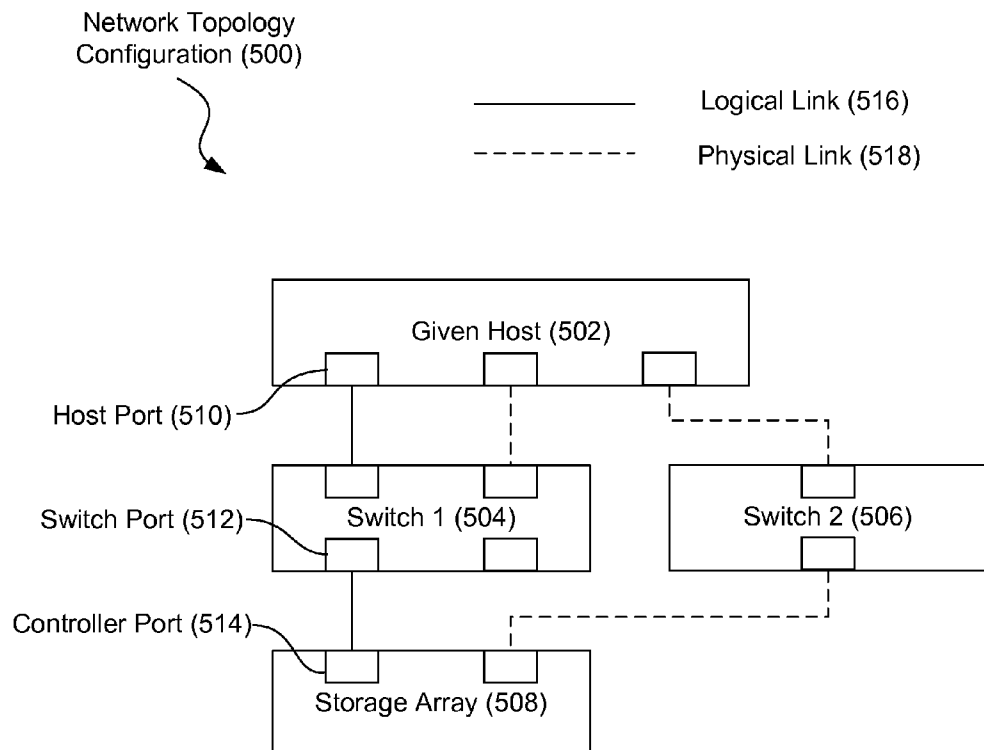 Network Topology
Configuration (500)
Logical Link (516)
Physical Link (518)
Given Host (502)
Host Port (510)
Switch Port (512)
Switch 1 (504)
Switch 2 (506)
Controller Port (514)
Storage Array (508)